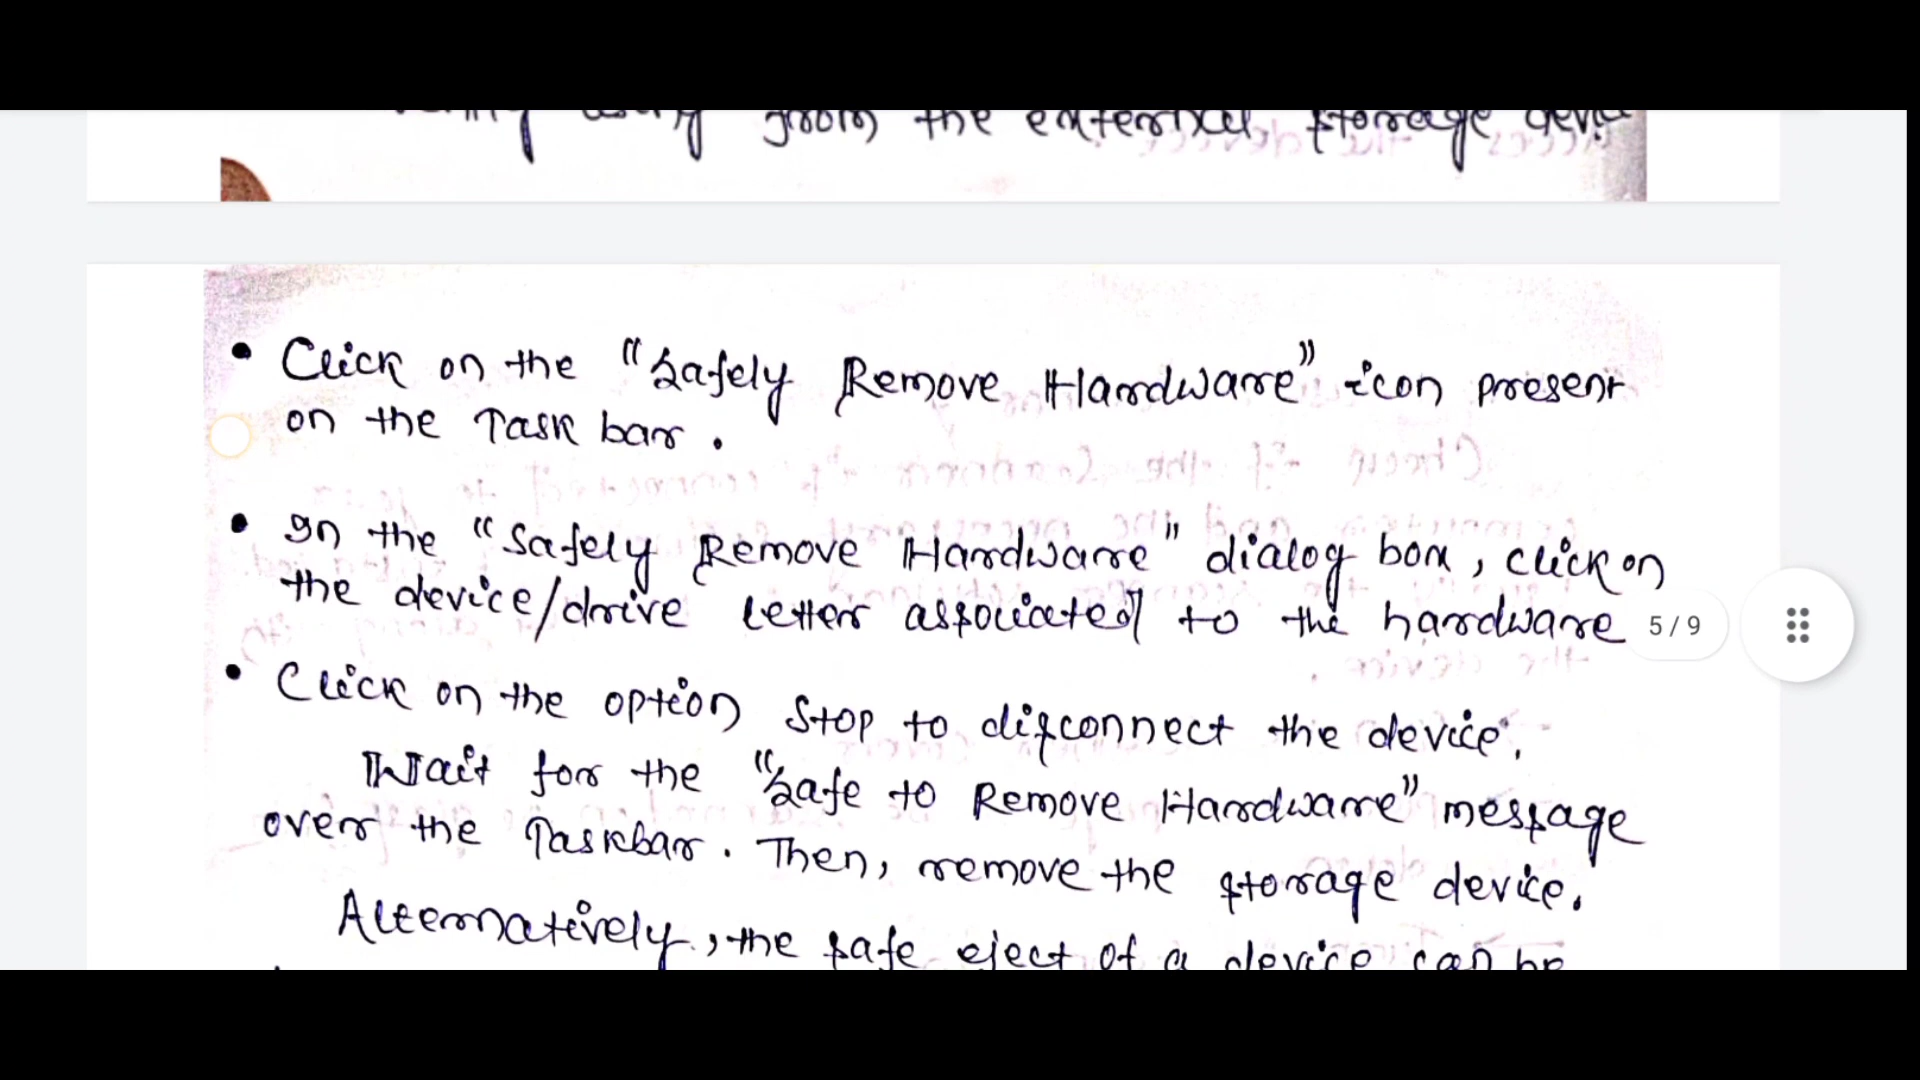 from the external storage
• Click on the "Safely Remove Hardware" icon present
on the Task bar.
• In the "Safely Remove Hardware" dialog box, click on
the device/drive letter associated to the hardware
5 / 9
• Click on the option Stop to disconnect the device.
Wait for the "Safe to Remove Hardware" message
over the Taskbar. Then, remove the storage device.
Alternatively, the safe eject of a device can be